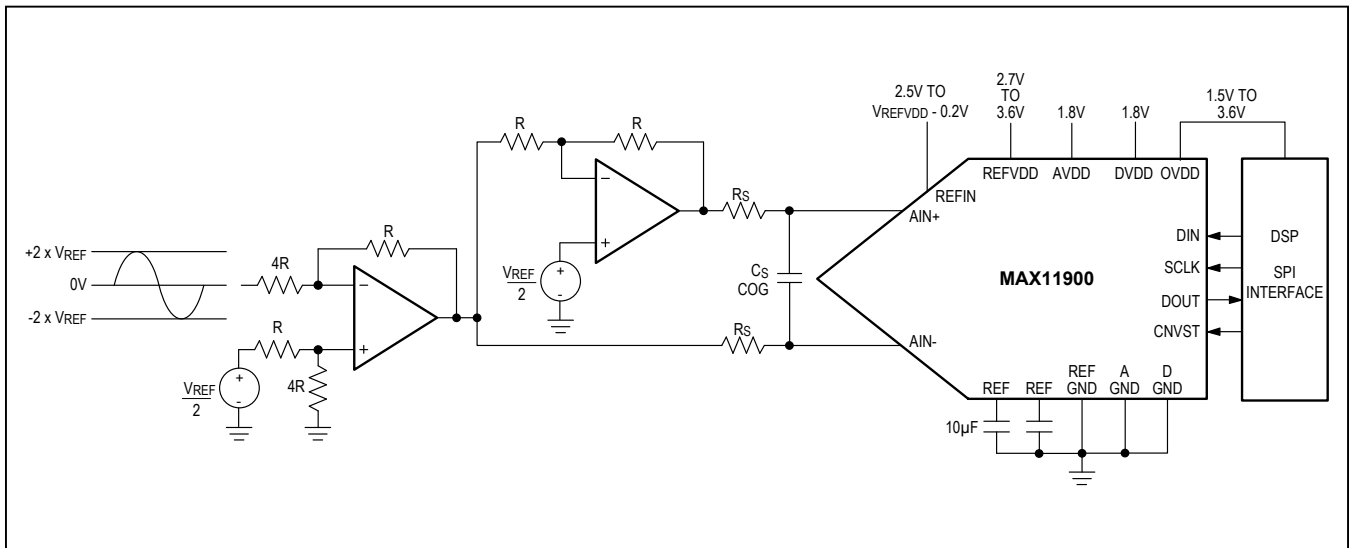 +2 x VREF
0V
-2 x VREF
4R
R
R
VREF
2
4R
R
R
VREF
2
RS
RS
CS
COG
2.5V TO
VREFVDD - 0.2V
2.7V
TO
3.6V
1.8V
1.8V
1.5V TO
3.6V
REFVDD
AVDD
DVDD
OVDD
REFIN
AIN+
AIN-
MAX11900
DIN
SCLK
DOUT
CNVST
DSP
SPI
INTERFACE
REF
REF
REF
GND
A
GND
D
GND
10µF
+
-
-
+
+
-
-
+